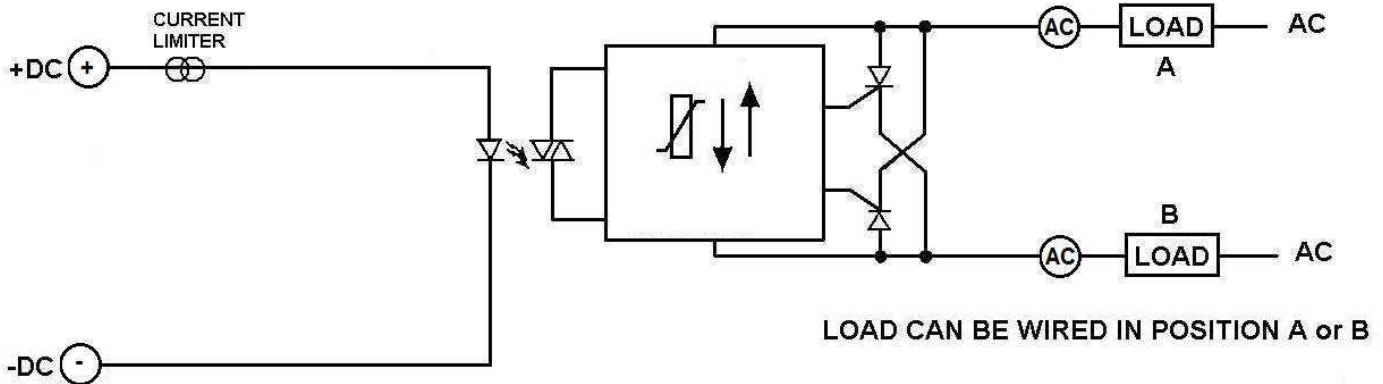 CURRENT
LIMITER
+DC +
AC LOAD AC
A
B
AC LOAD AC
LOAD CAN BE WIRED IN POSITION A or B
-DC -